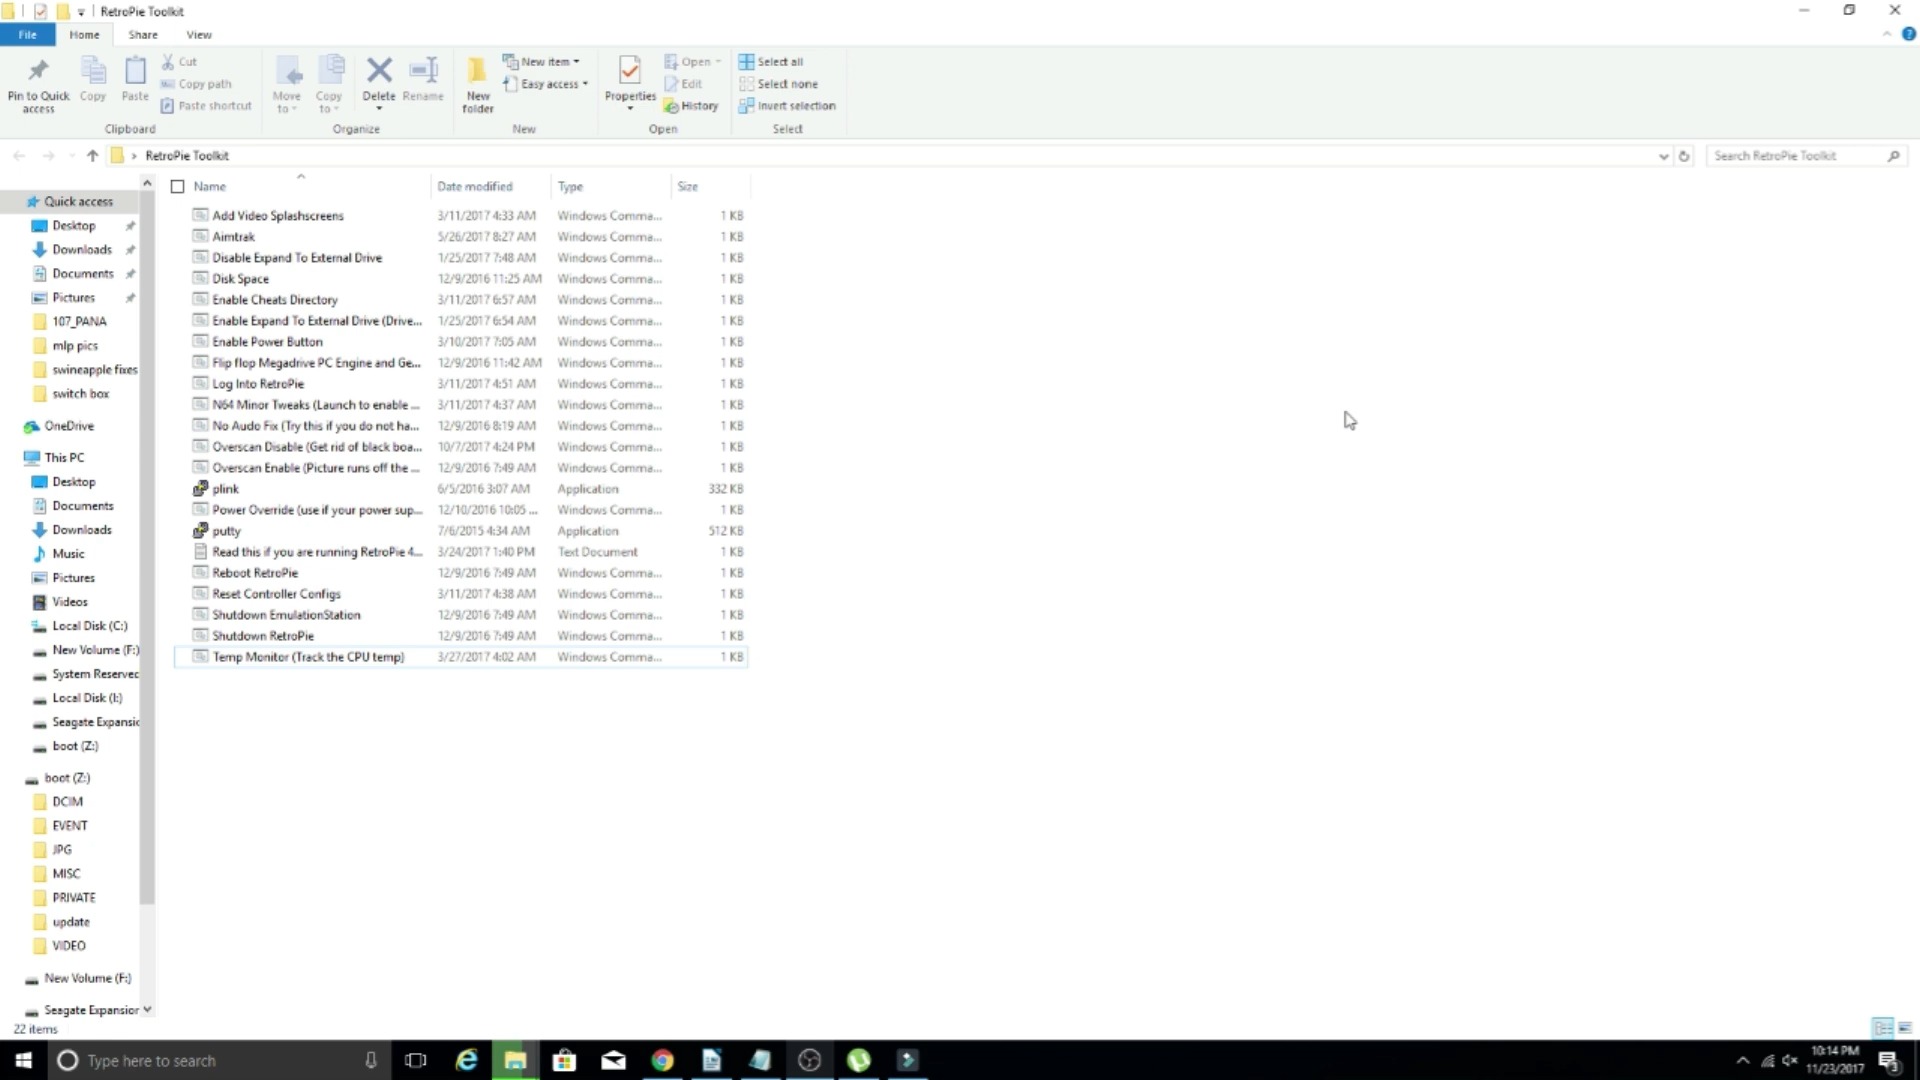 RetroPie Toolkit
File Home Share View
Pin to Quick access
Copy
Paste
Cut
Copy path
Paste shortcut
Clipboard
Move to
Copy to
Delete
Rename
Organize
New folder
New item
Easy access
New
Properties
Open
Edit
History
Open
Select all
Select none
Invert selection
Select
RetroPie Toolkit
Search RetroPie Toolkit
Quick access
Desktop
Downloads
Documents
Pictures
107_PANA
mlp pics
swineapple fixes
switch box
OneDrive
This PC
Desktop
Documents
Downloads
Music
Pictures
Videos
Local Disk (C:)
New Volume (F:)
System Reserved
Local Disk (I:)
Seagate Expansio
boot (Z:)
boot (Z:)
DCIM
EVENT
JPG
MISC
PRIVATE
update
VIDEO
New Volume (F:)
Seagate Expansion
22 items
Name Date modified Type Size
Add Video Splashscreens 3/11/2017 4:33 AM Windows Comma... 1 KB
Aimtrak 5/26/2017 8:27 AM Windows Comma... 1 KB
Disable Expand To External Drive 1/25/2017 7:48 AM Windows Comma... 1 KB
Disk Space 12/9/2016 11:25 AM Windows Comma... 1 KB
Enable Cheats Directory 3/11/2017 6:57 AM Windows Comma... 1 KB
Enable Expand To External Drive (Drive... 1/25/2017 6:54 AM Windows Comma... 1 KB
Enable Power Button 3/10/2017 7:05 AM Windows Comma... 1 KB
Flip flop Megadrive PC Engine and Ge... 12/9/2016 11:42 AM Windows Comma... 1 KB
Log Into RetroPie 3/11/2017 4:51 AM Windows Comma... 1 KB
N64 Minor Tweaks (Launch to enable ... 3/11/2017 4:37 AM Windows Comma... 1 KB
No Audo Fix (Try this if you do not ha... 12/9/2016 8:19 AM Windows Comma... 1 KB
Overscan Disable (Get rid of black boa... 10/7/2017 4:24 PM Windows Comma... 1 KB
Overscan Enable (Picture runs off the ... 12/9/2016 7:49 AM Windows Comma... 1 KB
plink 6/5/2016 3:07 AM Application 332 KB
Power Override (use if your power sup... 12/10/2016 10:05 ... Windows Comma... 1 KB
putty 7/6/2015 4:34 AM Application 512 KB
Read this if you are running RetroPie 4... 3/24/2017 1:40 PM Text Document 1 KB
Reboot RetroPie 12/9/2016 7:49 AM Windows Comma... 1 KB
Reset Controller Configs 3/11/2017 4:38 AM Windows Comma... 1 KB
Shutdown EmulationStation 12/9/2016 7:49 AM Windows Comma... 1 KB
Shutdown RetroPie 12/9/2016 7:49 AM Windows Comma... 1 KB
Temp Monitor (Track the CPU temp) 3/27/2017 4:02 AM Windows Comma... 1 KB
Type here to search
10:14 PM
11/23/2017
3